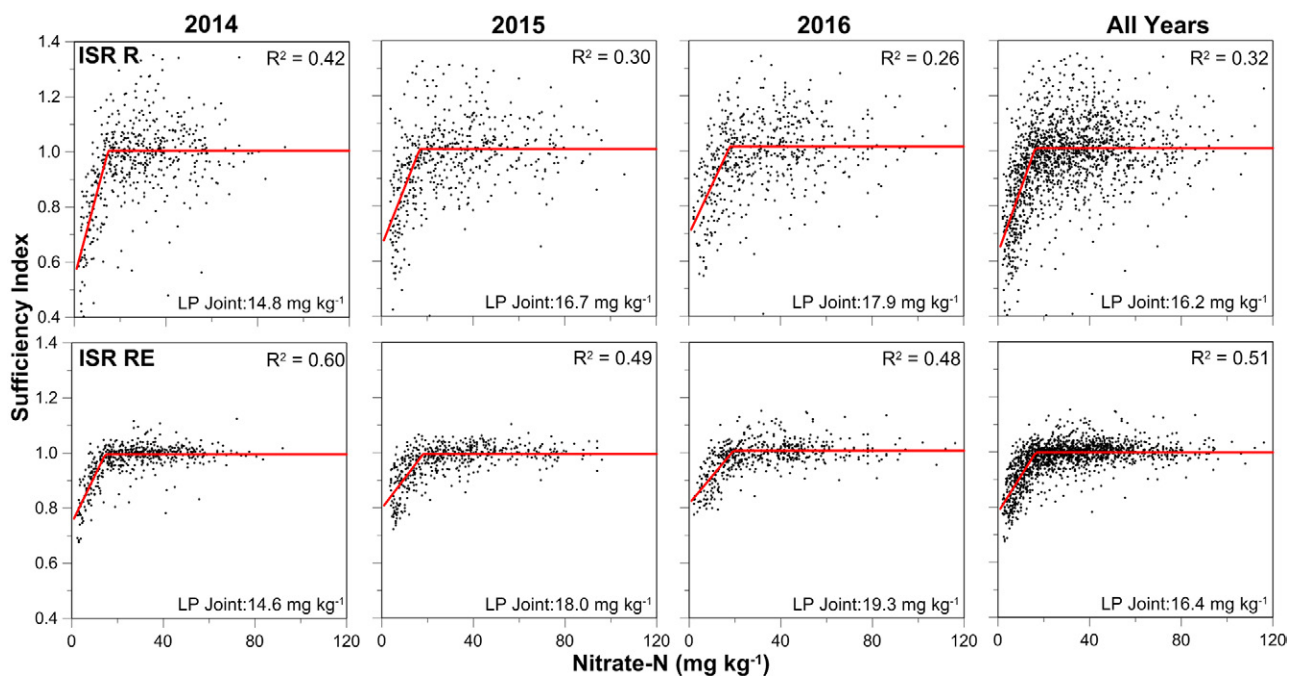 2014 2015 2016 All Years
1.4 ISR R R² = 0.42 R² = 0.30 R² = 0.26 R² = 0.32
1.2
1.0
0.8
0.6
0.4 LP Joint:14.8 mg kg⁻¹ LP Joint:16.7 mg kg⁻¹ LP Joint:17.9 mg kg⁻¹ LP Joint:16.2 mg kg⁻¹
Sufficiency Index
1.4 ISR RE R² = 0.60 R² = 0.49 R² = 0.48 R² = 0.51
1.2
1.0
0.8
0.6
0.4 LP Joint:14.6 mg kg⁻¹ LP Joint:18.0 mg kg⁻¹ LP Joint:19.3 mg kg⁻¹ LP Joint:16.4 mg kg⁻¹
0 40 80 120 0 40 80 120 0 40 80 120 0 40 80 120
Nitrate-N (mg kg⁻¹)